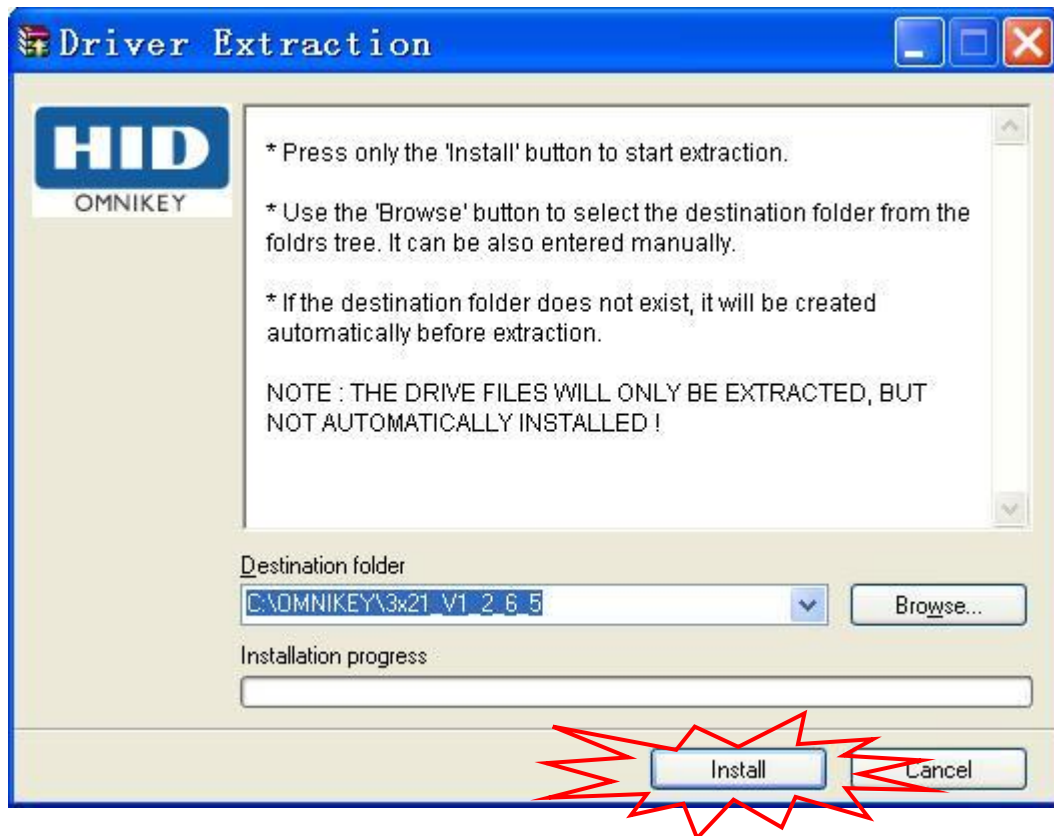 Driver Extraction
HID
OMNIKEY
* Press only the 'Install' button to start extraction.
* Use the 'Browse' button to select the destination folder from the
foldrs tree. It can be also entered manually.
* If the destination folder does not exist, it will be created
automatically before extraction.
NOTE : THE DRIVE FILES WILL ONLY BE EXTRACTED, BUT
NOT AUTOMATICALLY INSTALLED !
Destination folder
C:\OMNIKEY\3x21_V1_2_6_5
Browse...
Installation progress
Install
Cancel